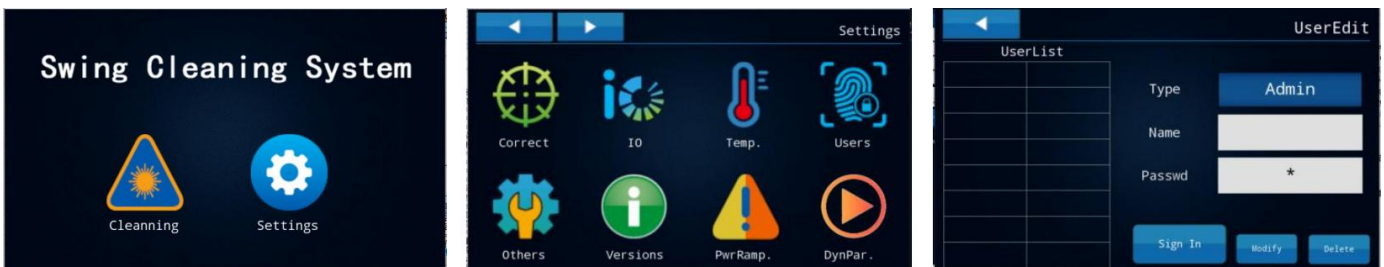 Swing Cleaning System
Cleanning
Settings
Settings
Correct
IO
Temp.
Users
Others
Versions
PwrRamp.
DynPar.
UserEdit
UserList
Type
Admin
Name
Passwd
*
Sign In
Modify
Delete